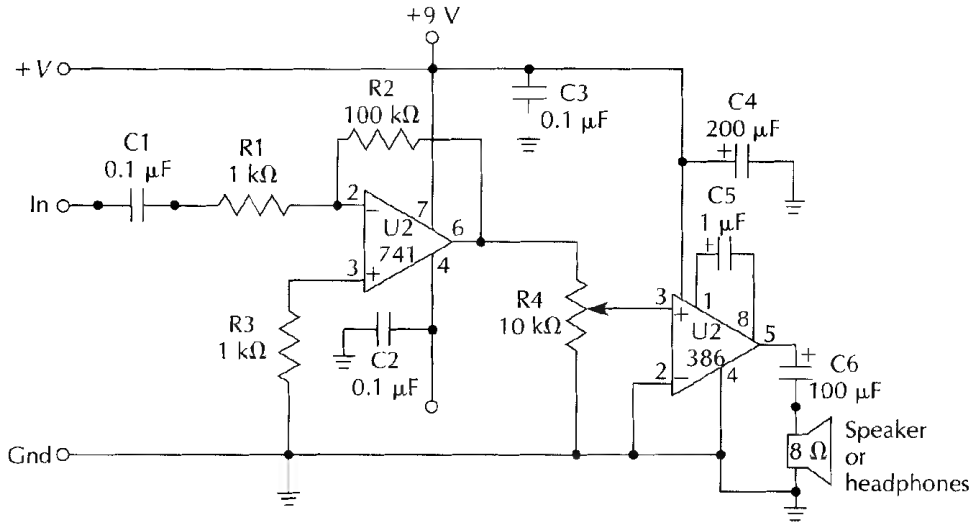 +9 V
+V
R2
100 kΩ
C3
0.1 µF
C4
200 µF
+
C1
0.1 µF
R1
1 kΩ
In
2
−
7
U2
741
6
3
+
4
C5
1 µF
+
R3
1 kΩ
C2
0.1 µF
R4
10 kΩ
3
+
1
8
U2
386
5
2
−
4
+
C6
100 µF
Gnd
8 Ω
Speaker
or
headphones